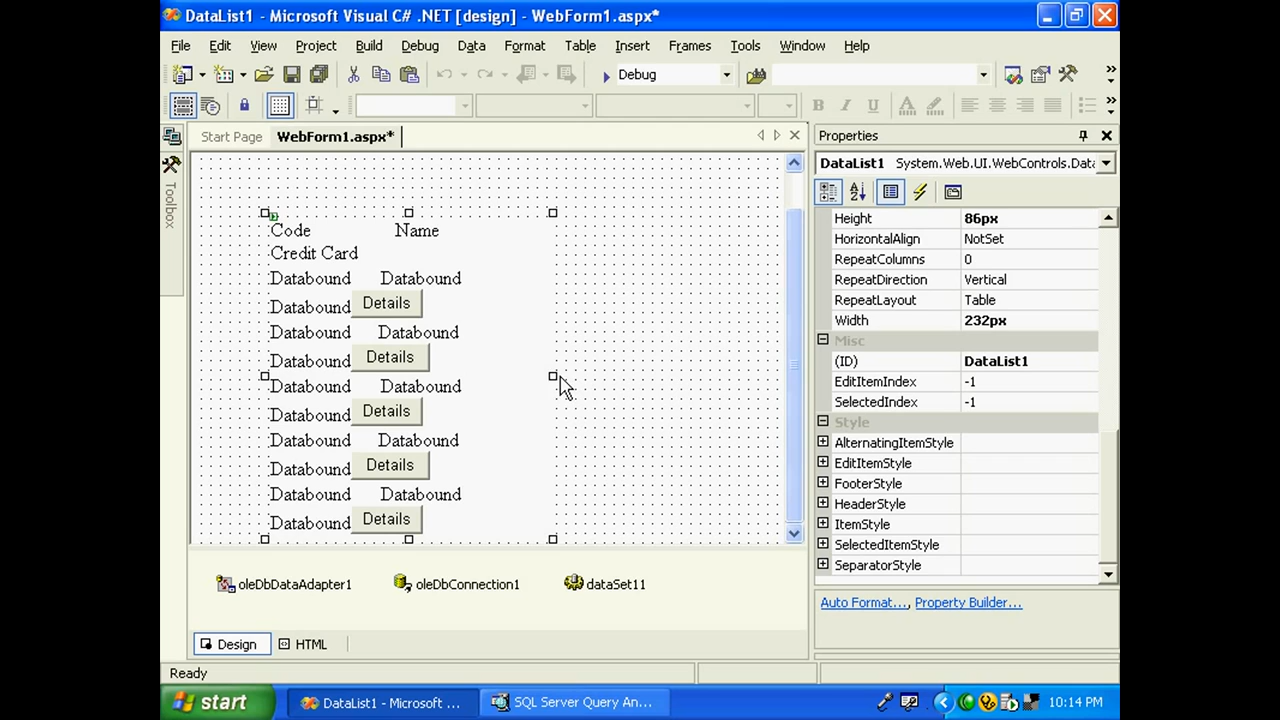 DataList1 - Microsoft Visual C# .NET [design] - WebForm1.aspx*
File Edit View Project Build Debug Data Format Table Insert Frames Tools Window Help
Debug
B I U A
Start Page WebForm1.aspx*
Toolbox
Code Name
Credit Card
Databound Databound
Databound Details
Databound Databound
Databound Details
Databound Databound
Databound Details
Databound Databound
Databound Details
Databound Databound
Databound Details
oleDbDataAdapter1 oleDbConnection1 dataSet11
Design HTML
Properties
DataList1 System.Web.UI.WebControls.Data
Height 86px
HorizontalAlign NotSet
RepeatColumns 0
RepeatDirection Vertical
RepeatLayout Table
Width 232px
Misc
(ID) DataList1
EditItemIndex -1
SelectedIndex -1
Style
AlternatingItemStyle
EditItemStyle
FooterStyle
HeaderStyle
ItemStyle
SelectedItemStyle
SeparatorStyle
Auto Format..., Property Builder...
Ready
start DataList1 - Microsoft ... SQL Server Query An... 10:14 PM